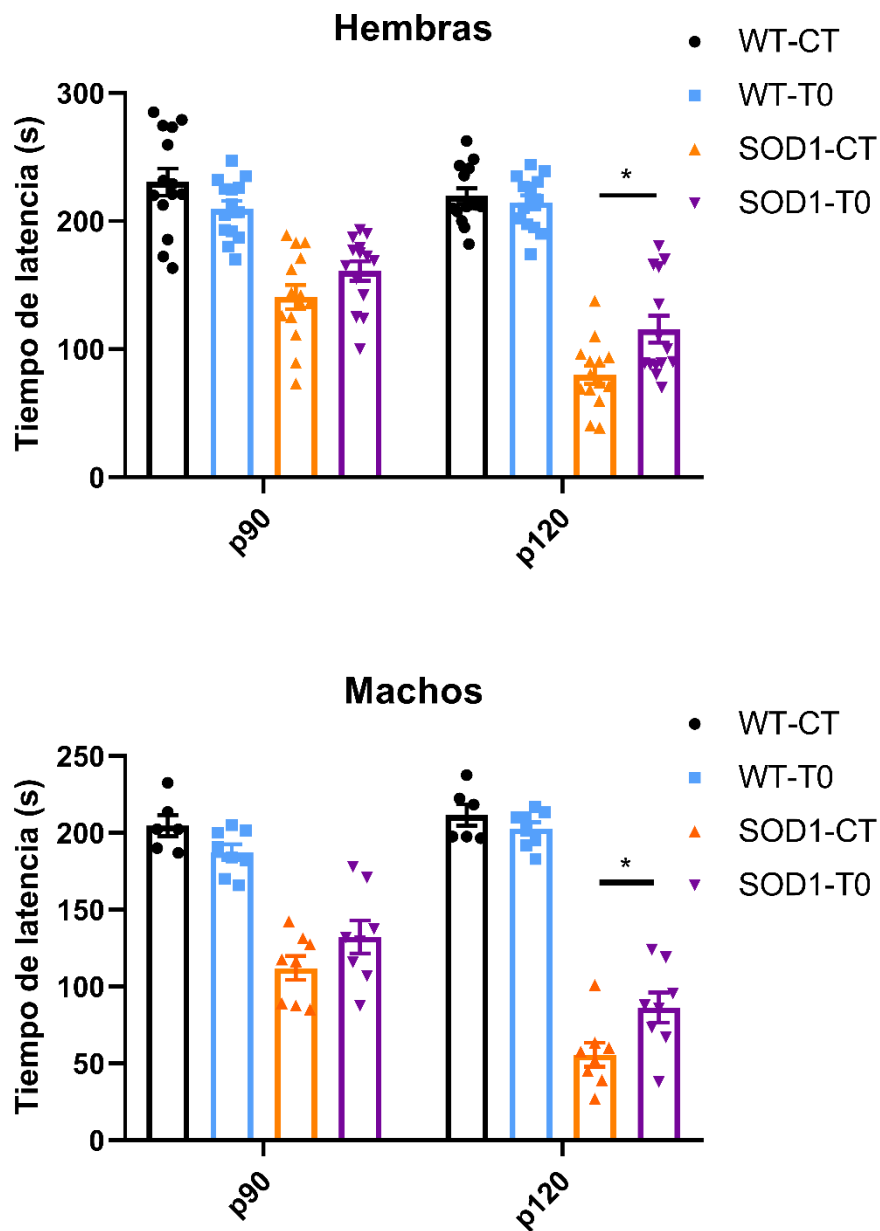 Hembras
WT-CT
WT-T0
SOD1-CT
SOD1-T0
Tiempo de latencia (s)
300
200
100
0
*
p90
p120
Machos
WT-CT
WT-T0
SOD1-CT
SOD1-T0
Tiempo de latencia (s)
250
200
150
100
50
0
*
p90
p120